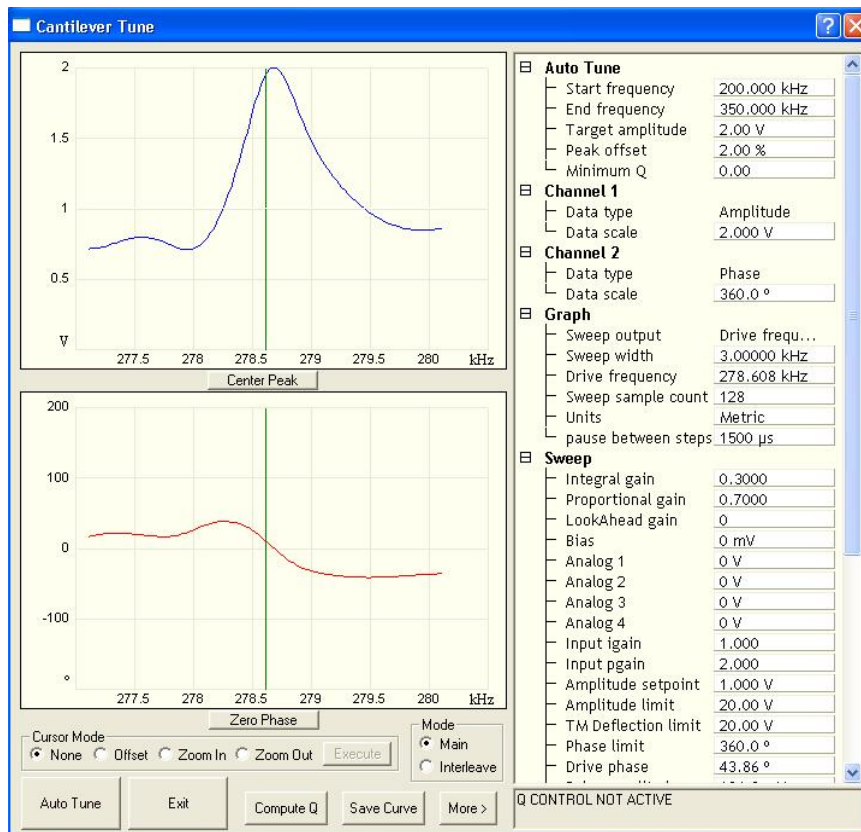 Cantilever Tune
2
1.5
1
0.5
V
277.5 278 278.5 279 279.5 280 kHz
Center Peak
200
100
0
-100
°
277.5 278 278.5 279 279.5 280 kHz
Zero Phase
Cursor Mode
None Offset Zoom In Zoom Out Execute
Mode
Main
Interleave
Auto Tune Exit Compute Q Save Curve More >
Auto Tune
Start frequency 200.000 kHz
End frequency 350.000 kHz
Target amplitude 2.00 V
Peak offset 2.00 %
Minimum Q 0.00
Channel 1
Data type Amplitude
Data scale 2.000 V
Channel 2
Data type Phase
Data scale 360.0 º
Graph
Sweep output Drive frequ...
Sweep width 3.00000 kHz
Drive frequency 278.608 kHz
Sweep sample count 128
Units Metric
pause between steps 1500 µs
Sweep
Integral gain 0.3000
Proportional gain 0.7000
LookAhead gain 0
Bias 0 mV
Analog 1 0 V
Analog 2 0 V
Analog 3 0 V
Analog 4 0 V
Input igain 1.000
Input pgain 2.000
Amplitude setpoint 1.000 V
Amplitude limit 20.00 V
TM Deflection limit 20.00 V
Phase limit 360.0 º
Drive phase 43.86 º
Q CONTROL NOT ACTIVE